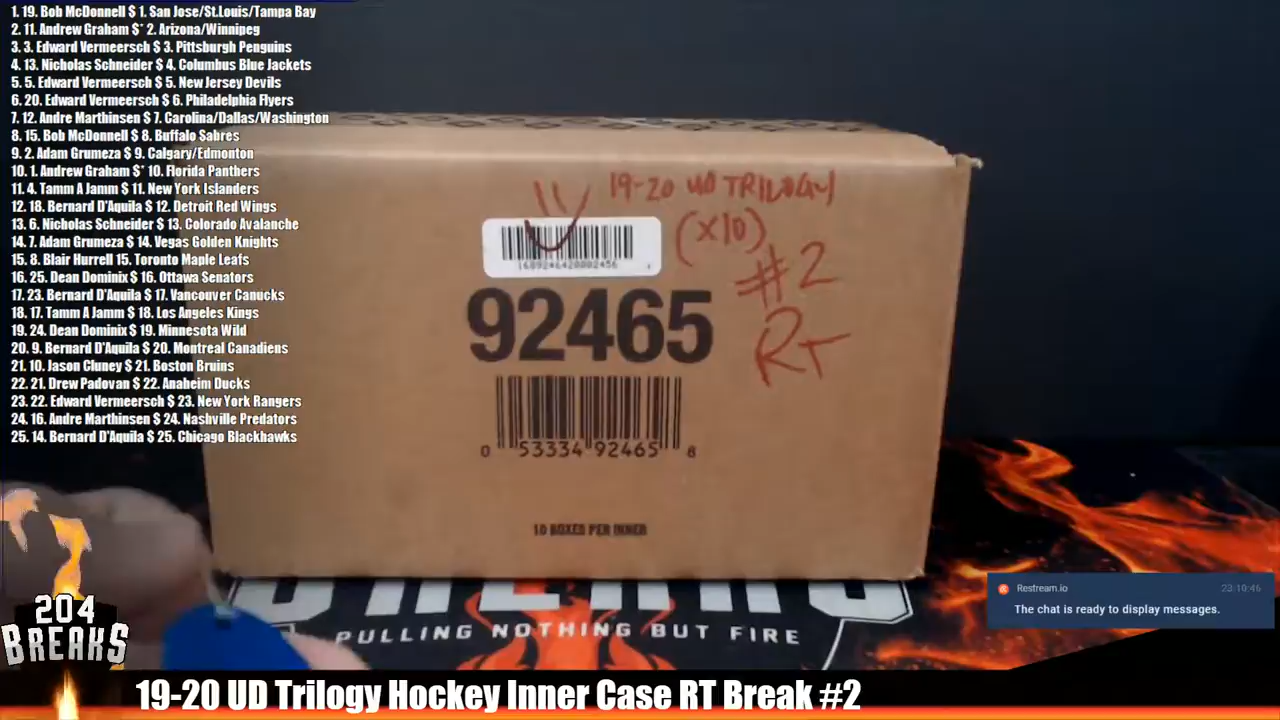 1. 19. Bob McDonnell $ 1. San Jose/St.Louis/Tampa Bay
2. 11. Andrew Graham $* 2. Arizona/Winnipeg
3. 3. Edward Vermeersch $ 3. Pittsburgh Penguins
4. 13. Nicholas Schneider $ 4. Columbus Blue Jackets
5. 5. Edward Vermeersch $ 5. New Jersey Devils
6. 20. Edward Vermeersch $ 6. Philadelphia Flyers
7. 12. Andre Marthinsen $ 7. Carolina/Dallas/Washington
8. 15. Bob McDonnell $ 8. Buffalo Sabres
9. 2. Adam Grumeza $ 9. Calgary/Edmonton
10. 1. Andrew Graham $* 10. Florida Panthers
11. 4. Tamm A Jamm $ 11. New York Islanders
12. 18. Bernard D'Aquila $ 12. Detroit Red Wings
13. 6. Nicholas Schneider $ 13. Colorado Avalanche
14. 7. Adam Grumeza $ 14. Vegas Golden Knights
15. 8. Blair Hurrell 15. Toronto Maple Leafs
16. 25. Dean Dominix $ 16. Ottawa Senators
17. 23. Bernard D'Aquila $ 17. Vancouver Canucks
18. 17. Tamm A Jamm $ 18. Los Angeles Kings
19. 24. Dean Dominix $ 19. Minnesota Wild
20. 9. Bernard D'Aquila $ 20. Montreal Canadiens
21. 10. Jason Cluney $ 21. Boston Bruins
22. 21. Drew Padovan $ 22. Anaheim Ducks
23. 22. Edward Vermeersch $ 23. New York Rangers
24. 16. Andre Marthinsen $ 24. Nashville Predators
25. 14. Bernard D'Aquila $ 25. Chicago Blackhawks
19-20 UD TRILOGY
(X10)
#2
RT
92465
0 53334 92465 8
10 BOXES PER INNER
PULLING NOTHING BUT FIRE
Restream.io 23:10:46
The chat is ready to display messages.
204
BREAKS
19-20 UD Trilogy Hockey Inner Case RT Break #2